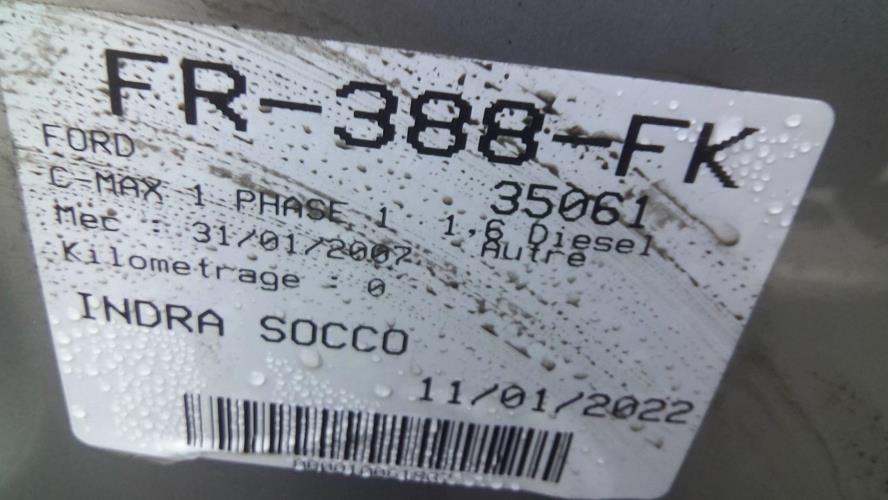 FR-388-FK
FORD 35061
C-MAX 1 PHASE 1 1,6 Diesel
Mec : 31/01/2007 Autre
Kilometrage : 0
INDRA SOCCO
11/01/2022